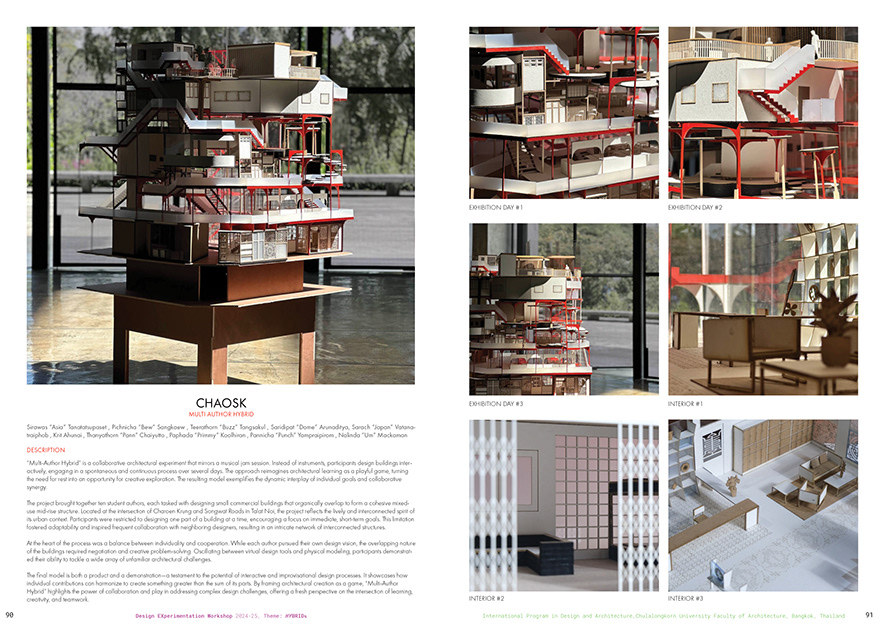 CHAOSK
MULTI AUTHOR HYBRID
Sirawas "Asia" Tanatatsupaset , Pichnicha "Bew" Sangkaew , Teerathorn "Buzz" Tangsakul , Saridpat "Dome" Arunaditya, Saroch "Japan" Vatana-
traiphob , Krit Ahunai , Thanyathorn "Pann" Chaiyutto , Paphada "Primmy" Koolhiran , Pannicha "Punch" Yamprapirom , Nalinda "Um" Mackaman
DESCRIPTION
"Multi-Author Hybrid" is a collaborative architectural experiment that mirrors a musical jam session. Instead of instruments, participants design buildings inter-
actively, engaging in a spontaneous and continuous process over several days. The approach reimagines architectural learning as a playful game, turning
the need for rest into an opportunity for creative exploration. The resulting model exemplifies the dynamic interplay of individual goals and collaborative
synergy.
The project brought together ten student authors, each tasked with designing small commercial buildings that organically overlap to form a cohesive mixed-
use mid-rise structure. Located at the intersection of Charoen Krung and Songwat Roads in Talat Noi, the project reflects the lively and interconnected spirit of
its urban context. Participants were restricted to designing one part of a building at a time, encouraging a focus on immediate, short-term goals. This limitation
fostered adaptability and inspired frequent collaboration with neighboring designers, resulting in an intricate network of interconnected structures.
At the heart of the process was a balance between individuality and cooperation. While each author pursued their own design vision, the overlapping nature
of the buildings required negotiation and creative problem-solving. Oscillating between virtual design tools and physical modeling, participants demonstrat-
ed their ability to tackle a wide array of unfamiliar architectural challenges.
The final model is both a product and a demonstration—a testament to the potential of interactive and improvisational design processes. It showcases how
individual contributions can harmonize to create something greater than the sum of its parts. By framing architectural creation as a game, "Multi-Author
Hybrid" highlights the power of collaboration and play in addressing complex design challenges, offering a fresh perspective on the intersection of learning,
creativity, and teamwork.
90
Design EXperimentation Workshop 2024-25, Theme: HYBRIDs
EXHIBITION DAY #1
EXHIBITION DAY #2
EXHIBITION DAY #3
INTERIOR #1
INTERIOR #2
INTERIOR #3
International Program in Design and Architecture,Chulalongkorn University Faculty of Architecture, Bangkok, Thailand
91